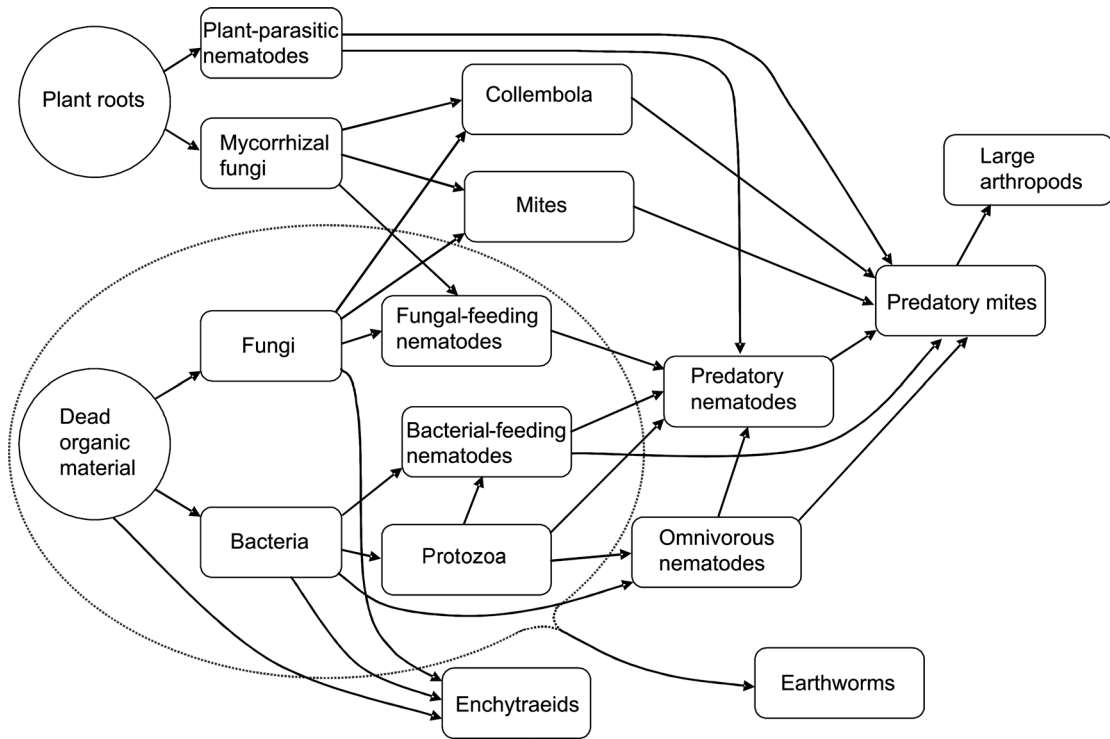 Plant-parasitic
nematodes
Plant roots
Collembola
Mycorrhizal
fungi
Large
arthropods
Mites
Predatory mites
Fungi
Fungal-feeding
nematodes
Predatory
nematodes
Dead
organic
material
Bacterial-feeding
nematodes
Bacteria
Protozoa
Omnivorous
nematodes
Enchytraeids
Earthworms